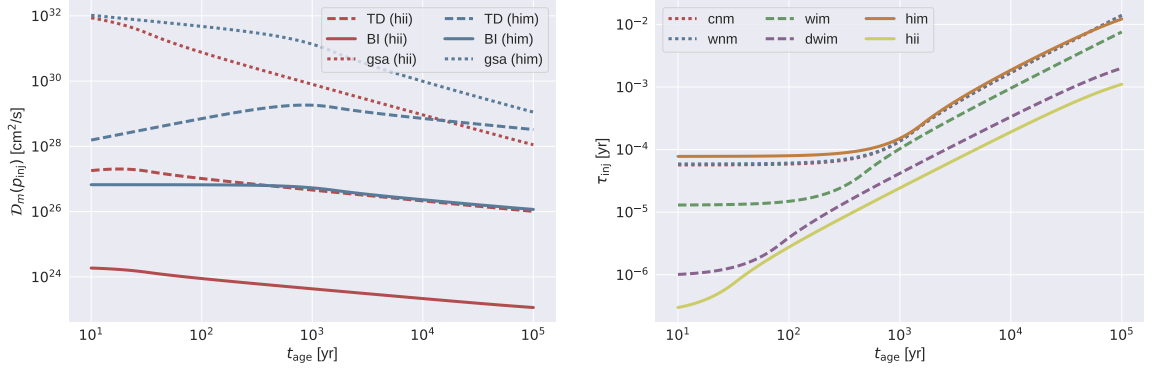 10^32
10^30
10^28
10^26
10^24
𝒟_m(p_inj) [cm^2/s]
TD (hii)
BI (hii)
gsa (hii)
TD (him)
BI (him)
gsa (him)
10^1 10^2 10^3 10^4 10^5
t_age [yr]
10^-2
10^-3
10^-4
10^-5
10^-6
τ_inj [yr]
cnm
wnm
wim
dwim
him
hii
10^1 10^2 10^3 10^4 10^5
t_age [yr]